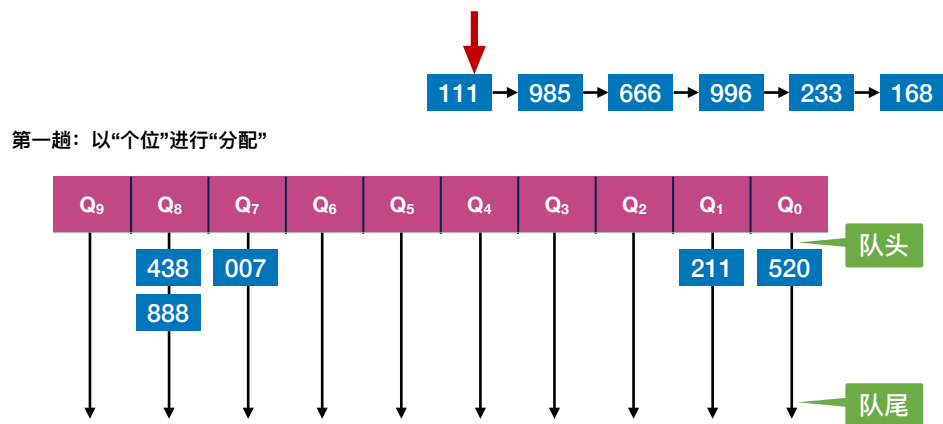 111 985 666 996 233 168
第一趟：以“个位”进行“分配”
Q₉ Q₈ Q₇ Q₆ Q₅ Q₄ Q₃ Q₂ Q₁ Q₀
队头
438 007 211 520
888
队尾